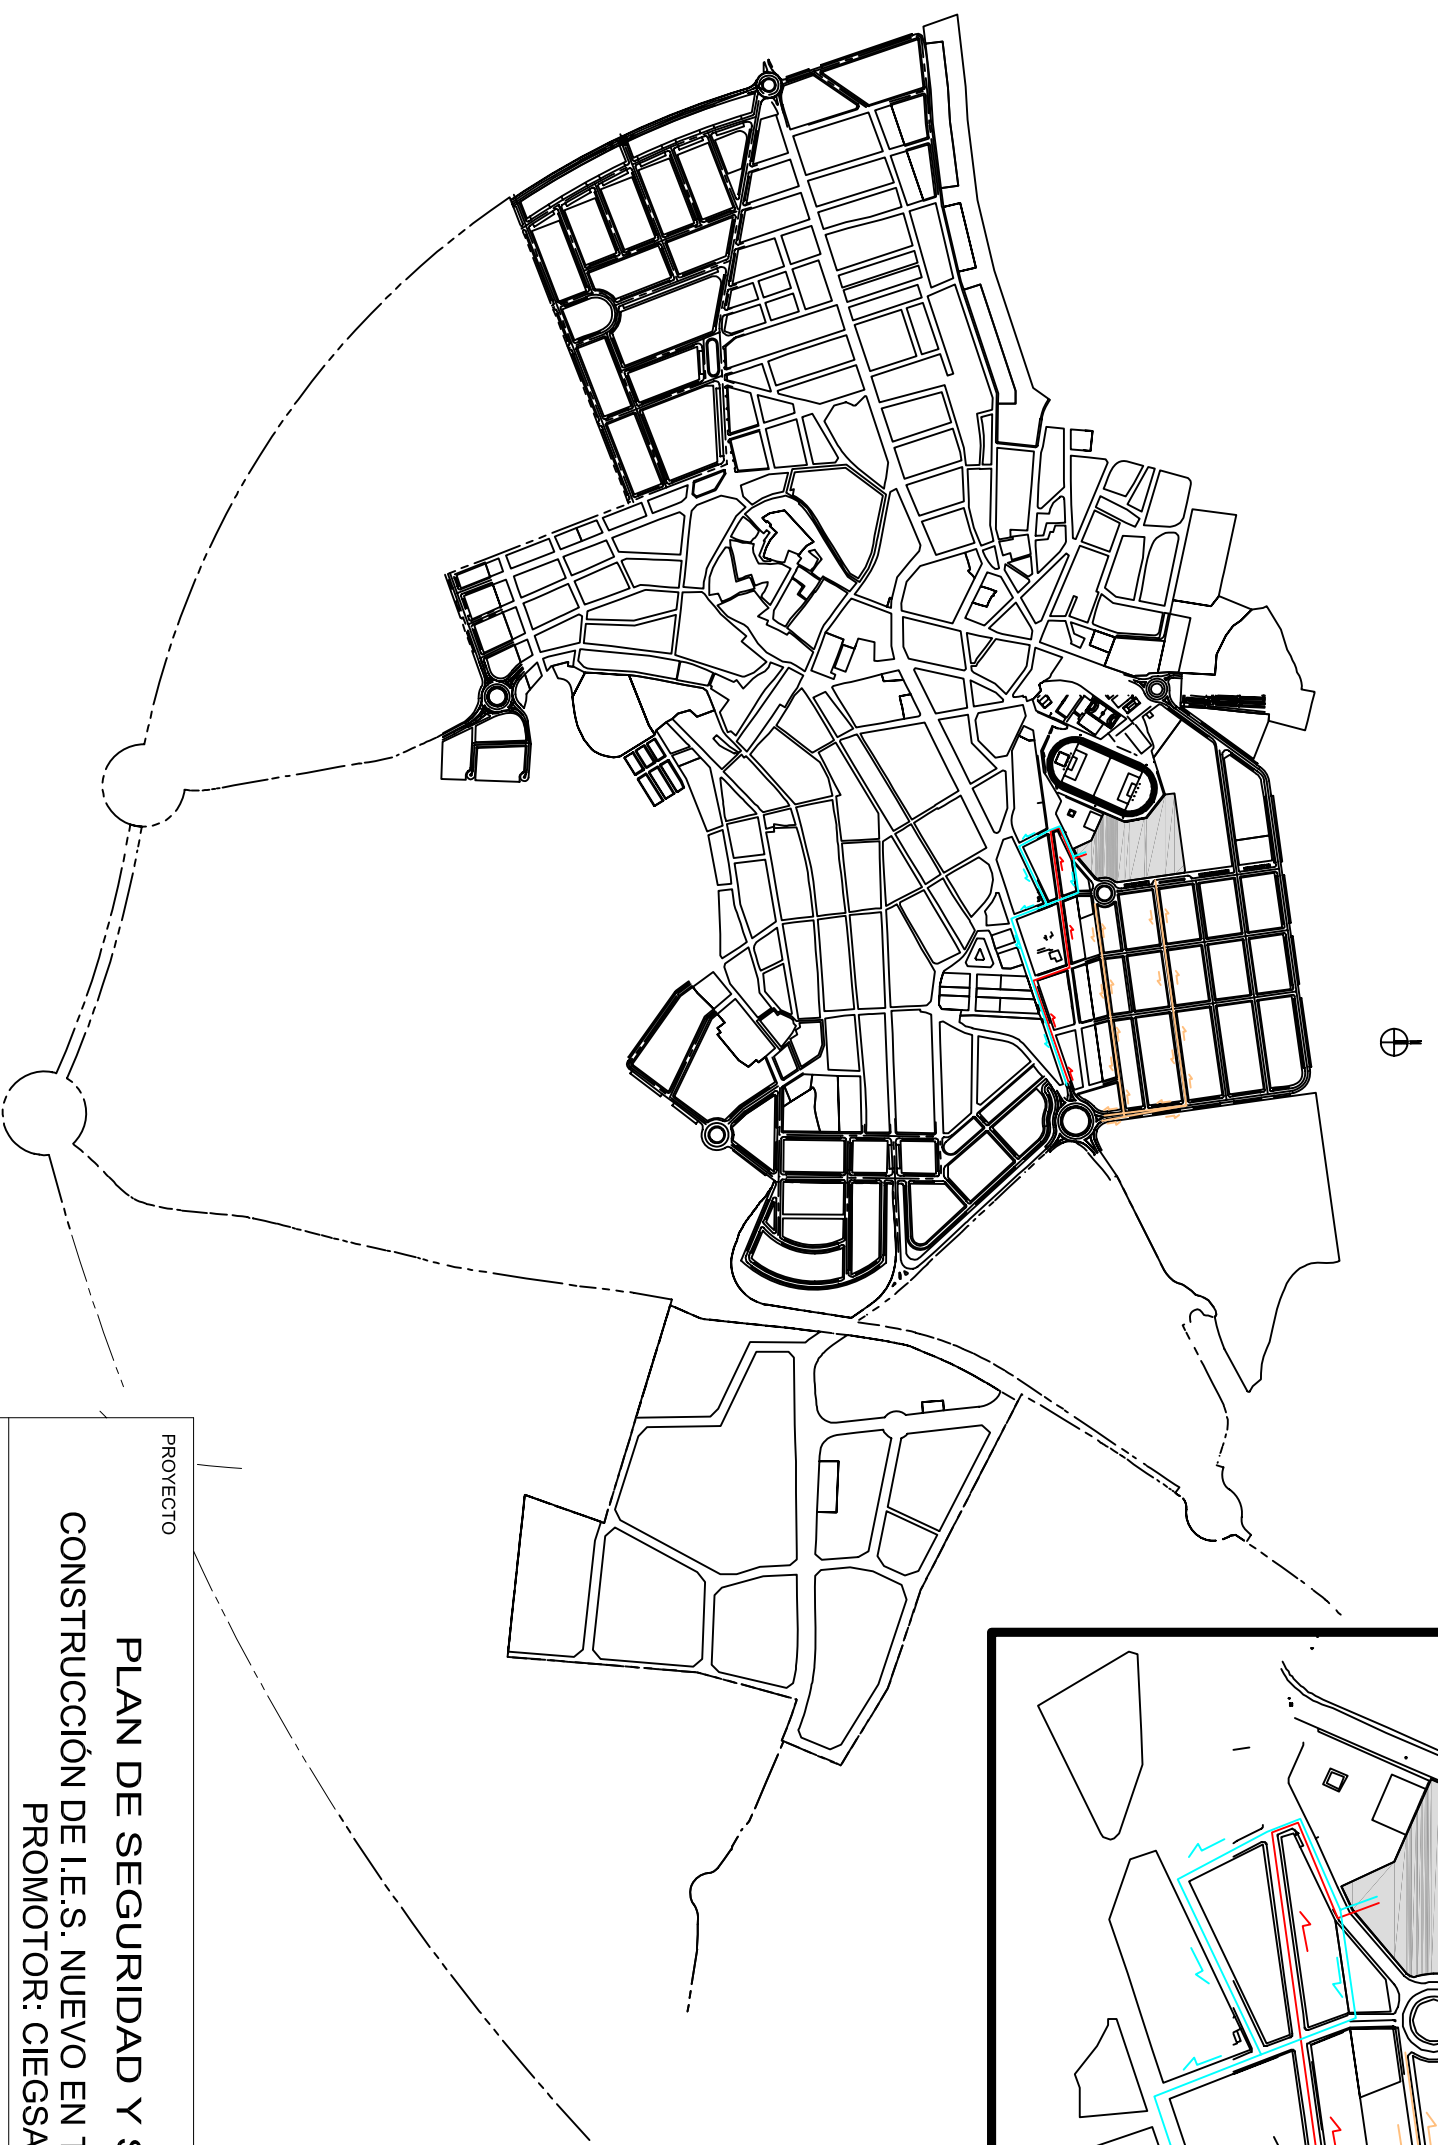 PROYECTO
PLAN DE SEGURIDAD Y
CONSTRUCCIÓN DE I.E.S. NUEVO EN
PROMOTOR: CIEGSA